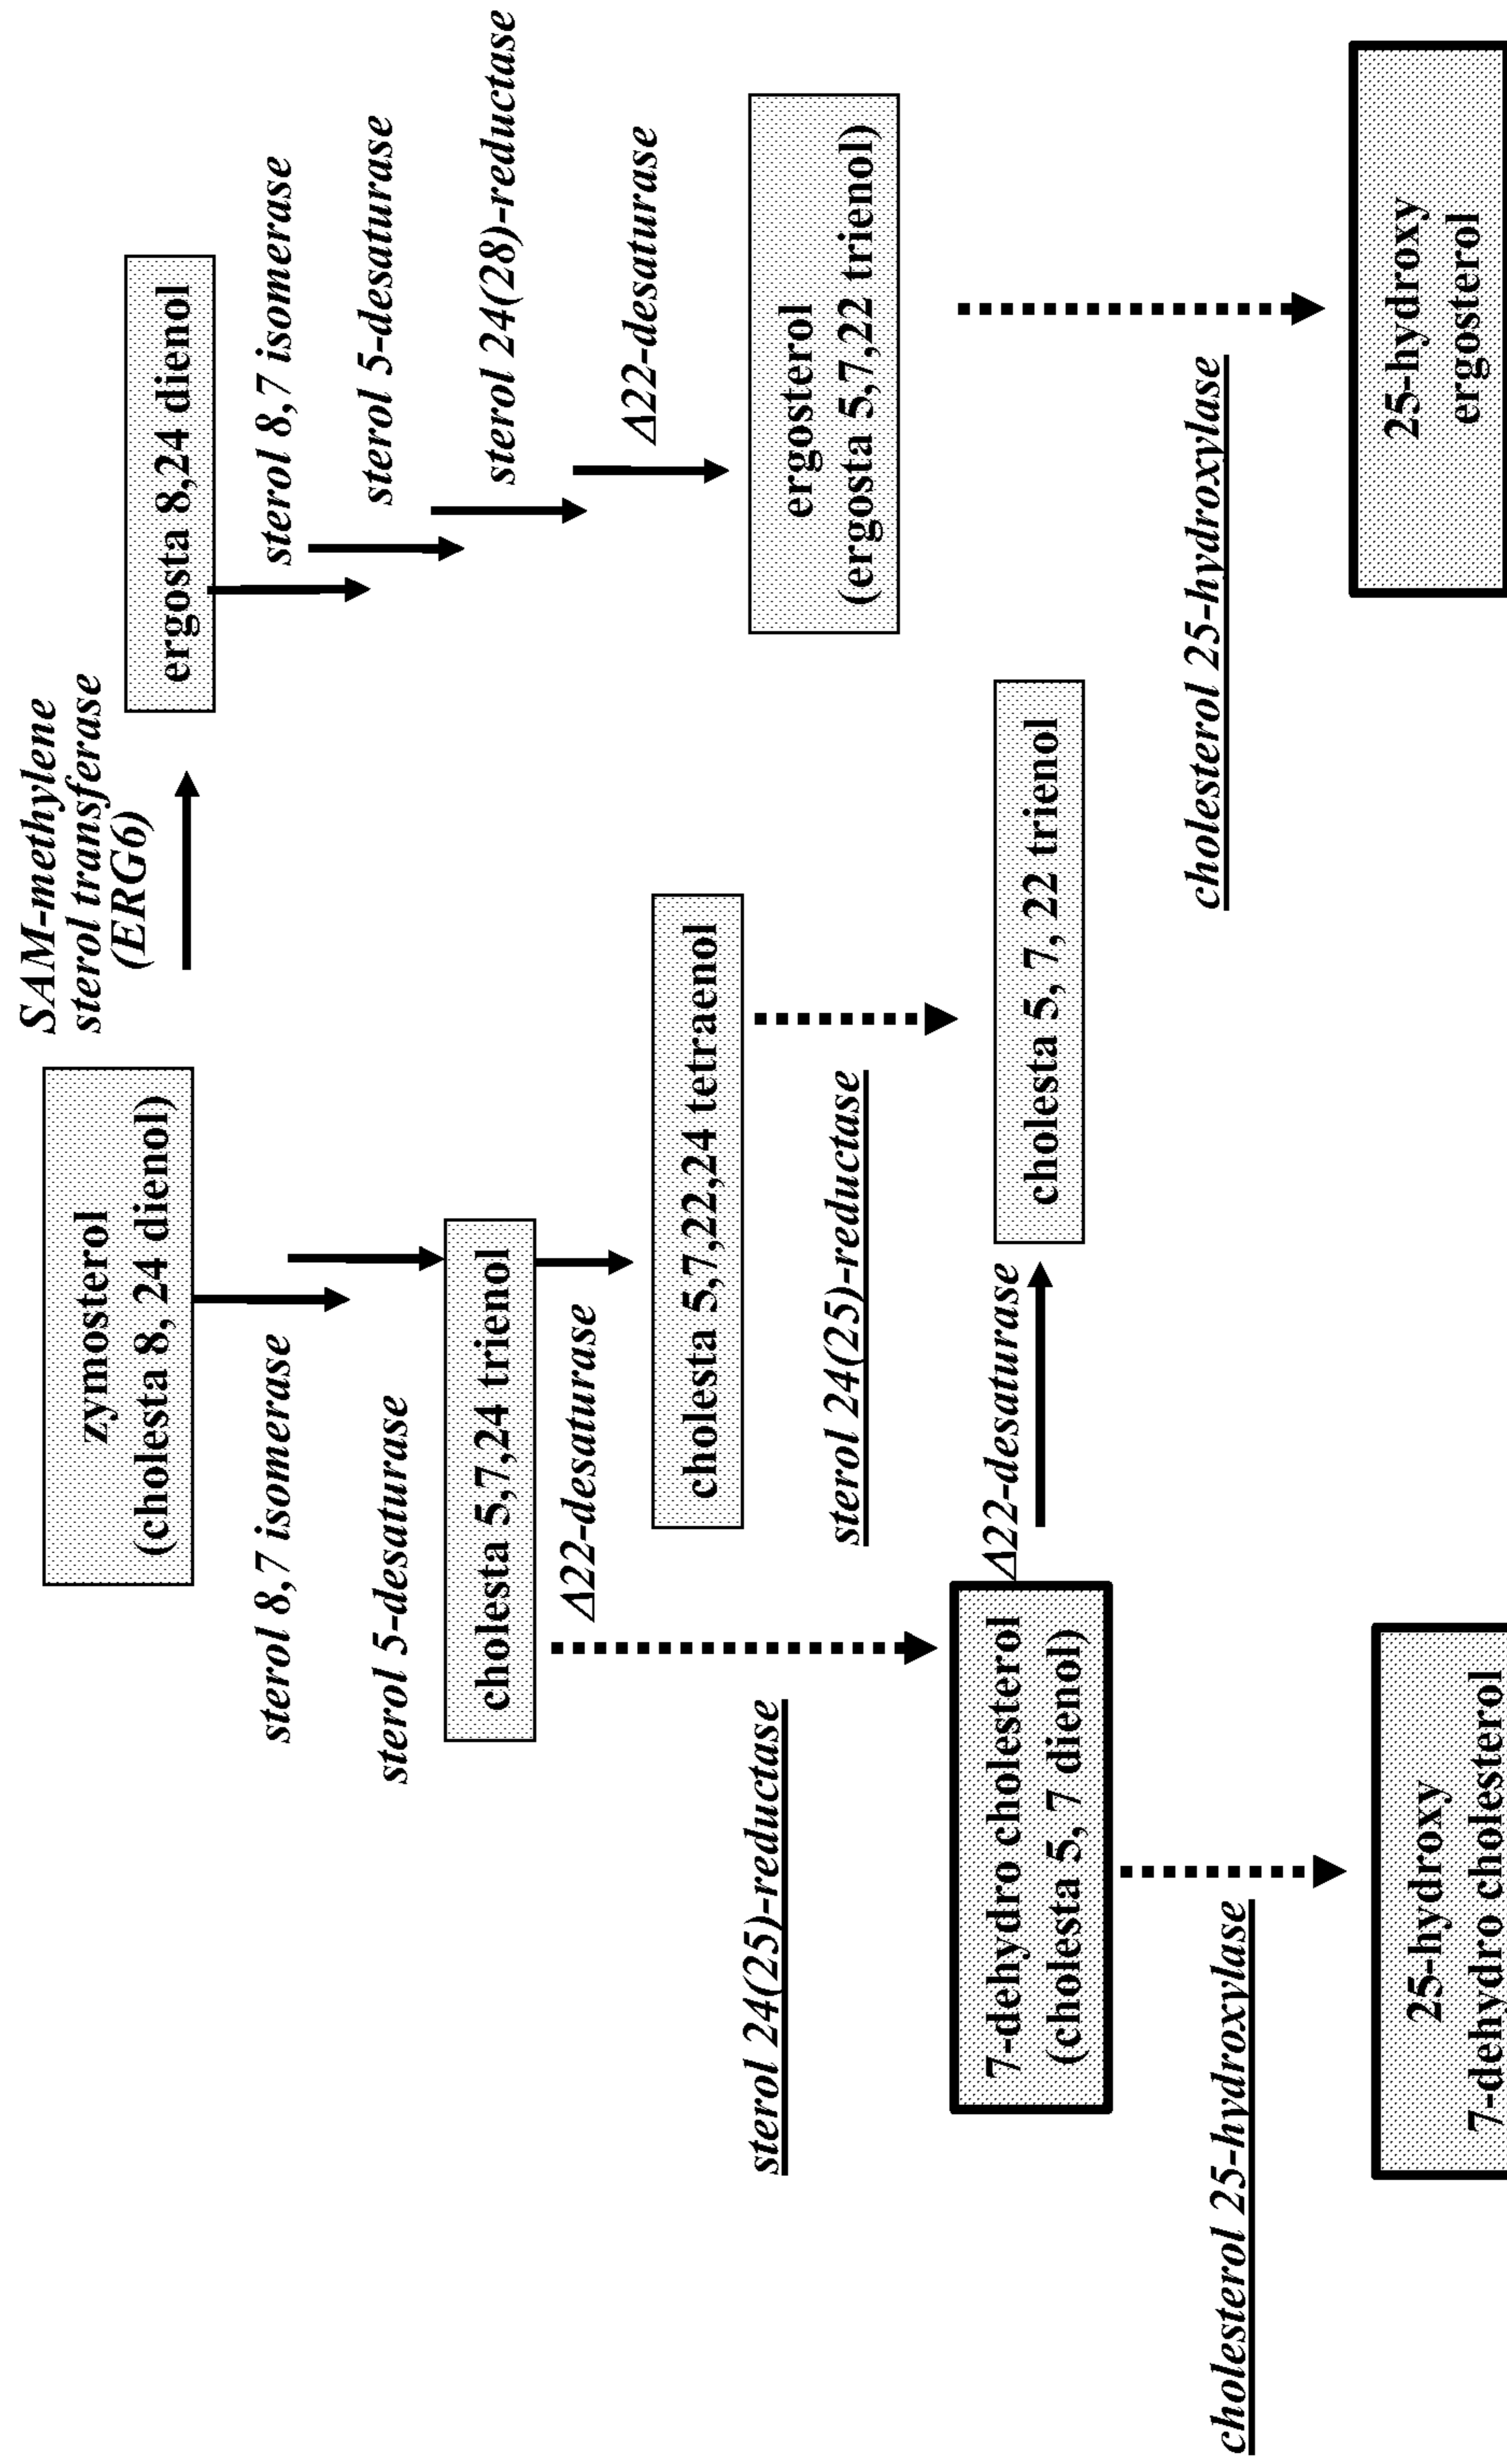 zymosterol
(cholesta 8, 24 dienol)
SAM-methylene
sterol transferase
(ERG6)
ergosta 8,24 dienol
sterol 8,7 isomerase
sterol 5-desaturase
cholesta 5,7,24 trienol
Δ22-desaturase
cholesta 5,7,22,24 tetraenol
sterol 24(25)-reductase
sterol 24(25)-reductase
7-dehydro cholesterol
(cholesta 5, 7 dienol)
Δ22-desaturase
cholesta 5, 7, 22 trienol
cholesterol 25-hydroxylase
25-hydroxy
7-dehydro cholesterol
sterol 8,7 isomerase
sterol 5-desaturase
sterol 24(28)-reductase
Δ22-desaturase
ergosterol
(ergosta 5,7,22 trienol)
cholesterol 25-hydroxylase
25-hydroxy
ergosterol